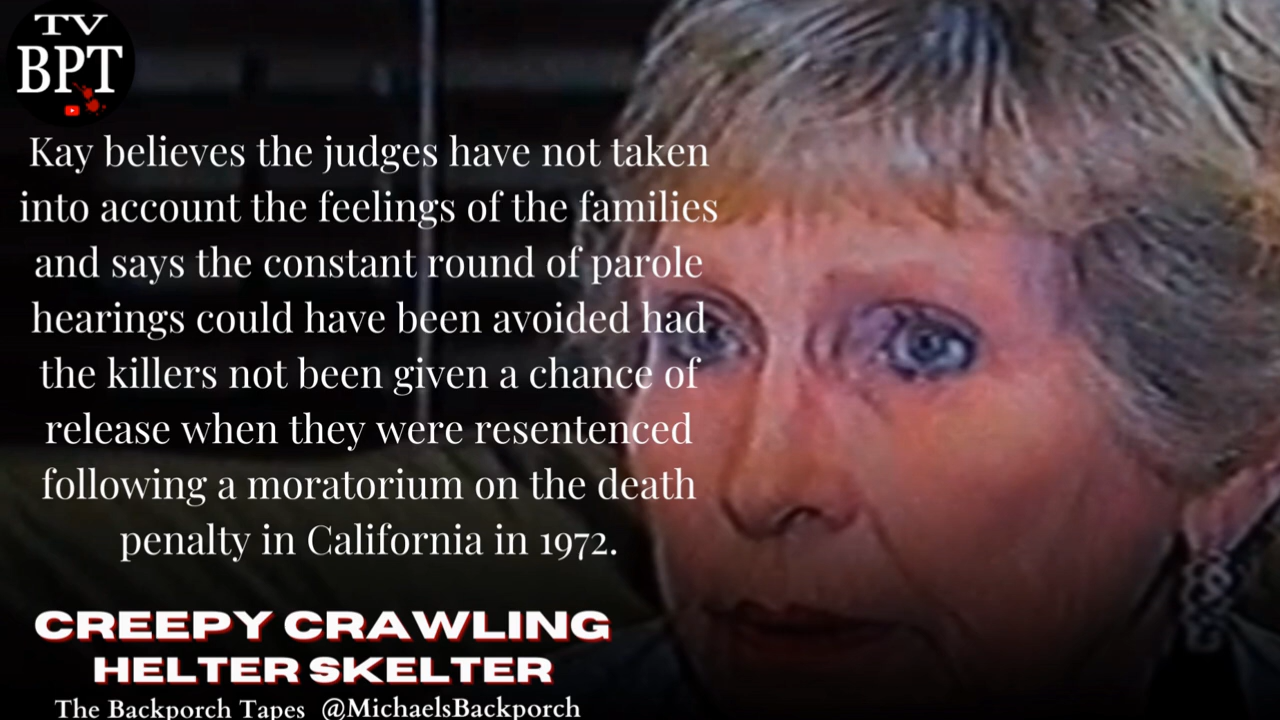 TV
BPT
Kay believes the judges have not taken
into account the feelings of the families
and says the constant round of parole
hearings could have been avoided had
the killers not been given a chance of
release when they were resentenced
following a moratorium on the death
penalty in California in 1972.
CREEPY CRAWLING
HELTER SKELTER
The Backporch Tapes @MichaelsBackporch